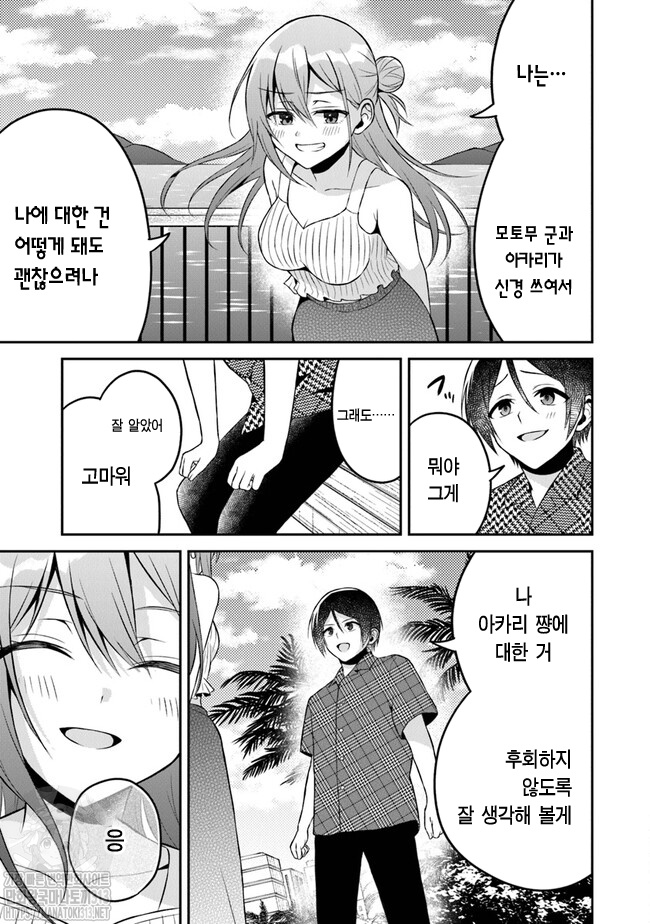 나는…
모토무 군과
아카리가
신경 쓰여서
나에 대한 건
어떻게 돼도
괜찮으려나
뭐야
그게
그래도……
잘 알았어
고마워
나
아카리 쨩에
대한 거
후회하지
않도록
잘 생각해 볼게
응